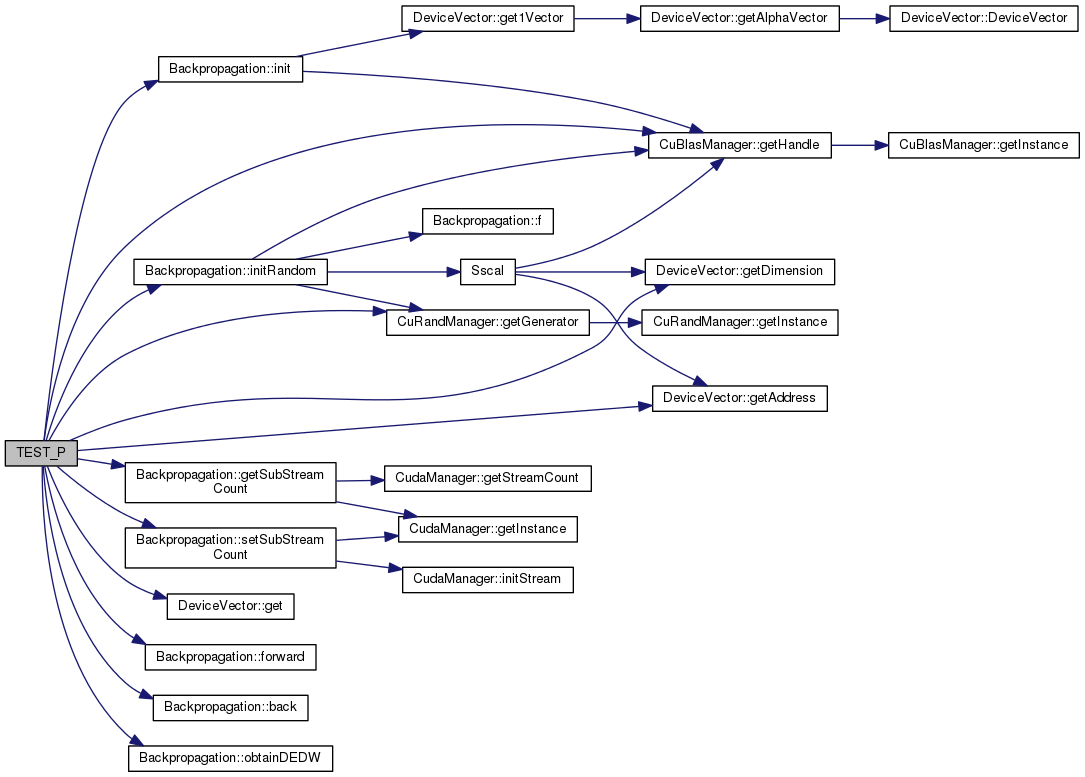 DeviceVector::get1Vector
DeviceVector::getAlphaVector
DeviceVector::DeviceVector
Backpropagation::init
CuBlasManager::getHandle
CuBlasManager::getInstance
Backpropagation::f
Backpropagation::initRandom
Sscal
DeviceVector::getDimension
CuRandManager::getGenerator
CuRandManager::getInstance
DeviceVector::getAddress
TEST_P
Backpropagation::getSubStream
Count
CudaManager::getStreamCount
CudaManager::getInstance
Backpropagation::setSubStream
Count
CudaManager::initStream
DeviceVector::get
Backpropagation::forward
Backpropagation::back
Backpropagation::obtainDEDW